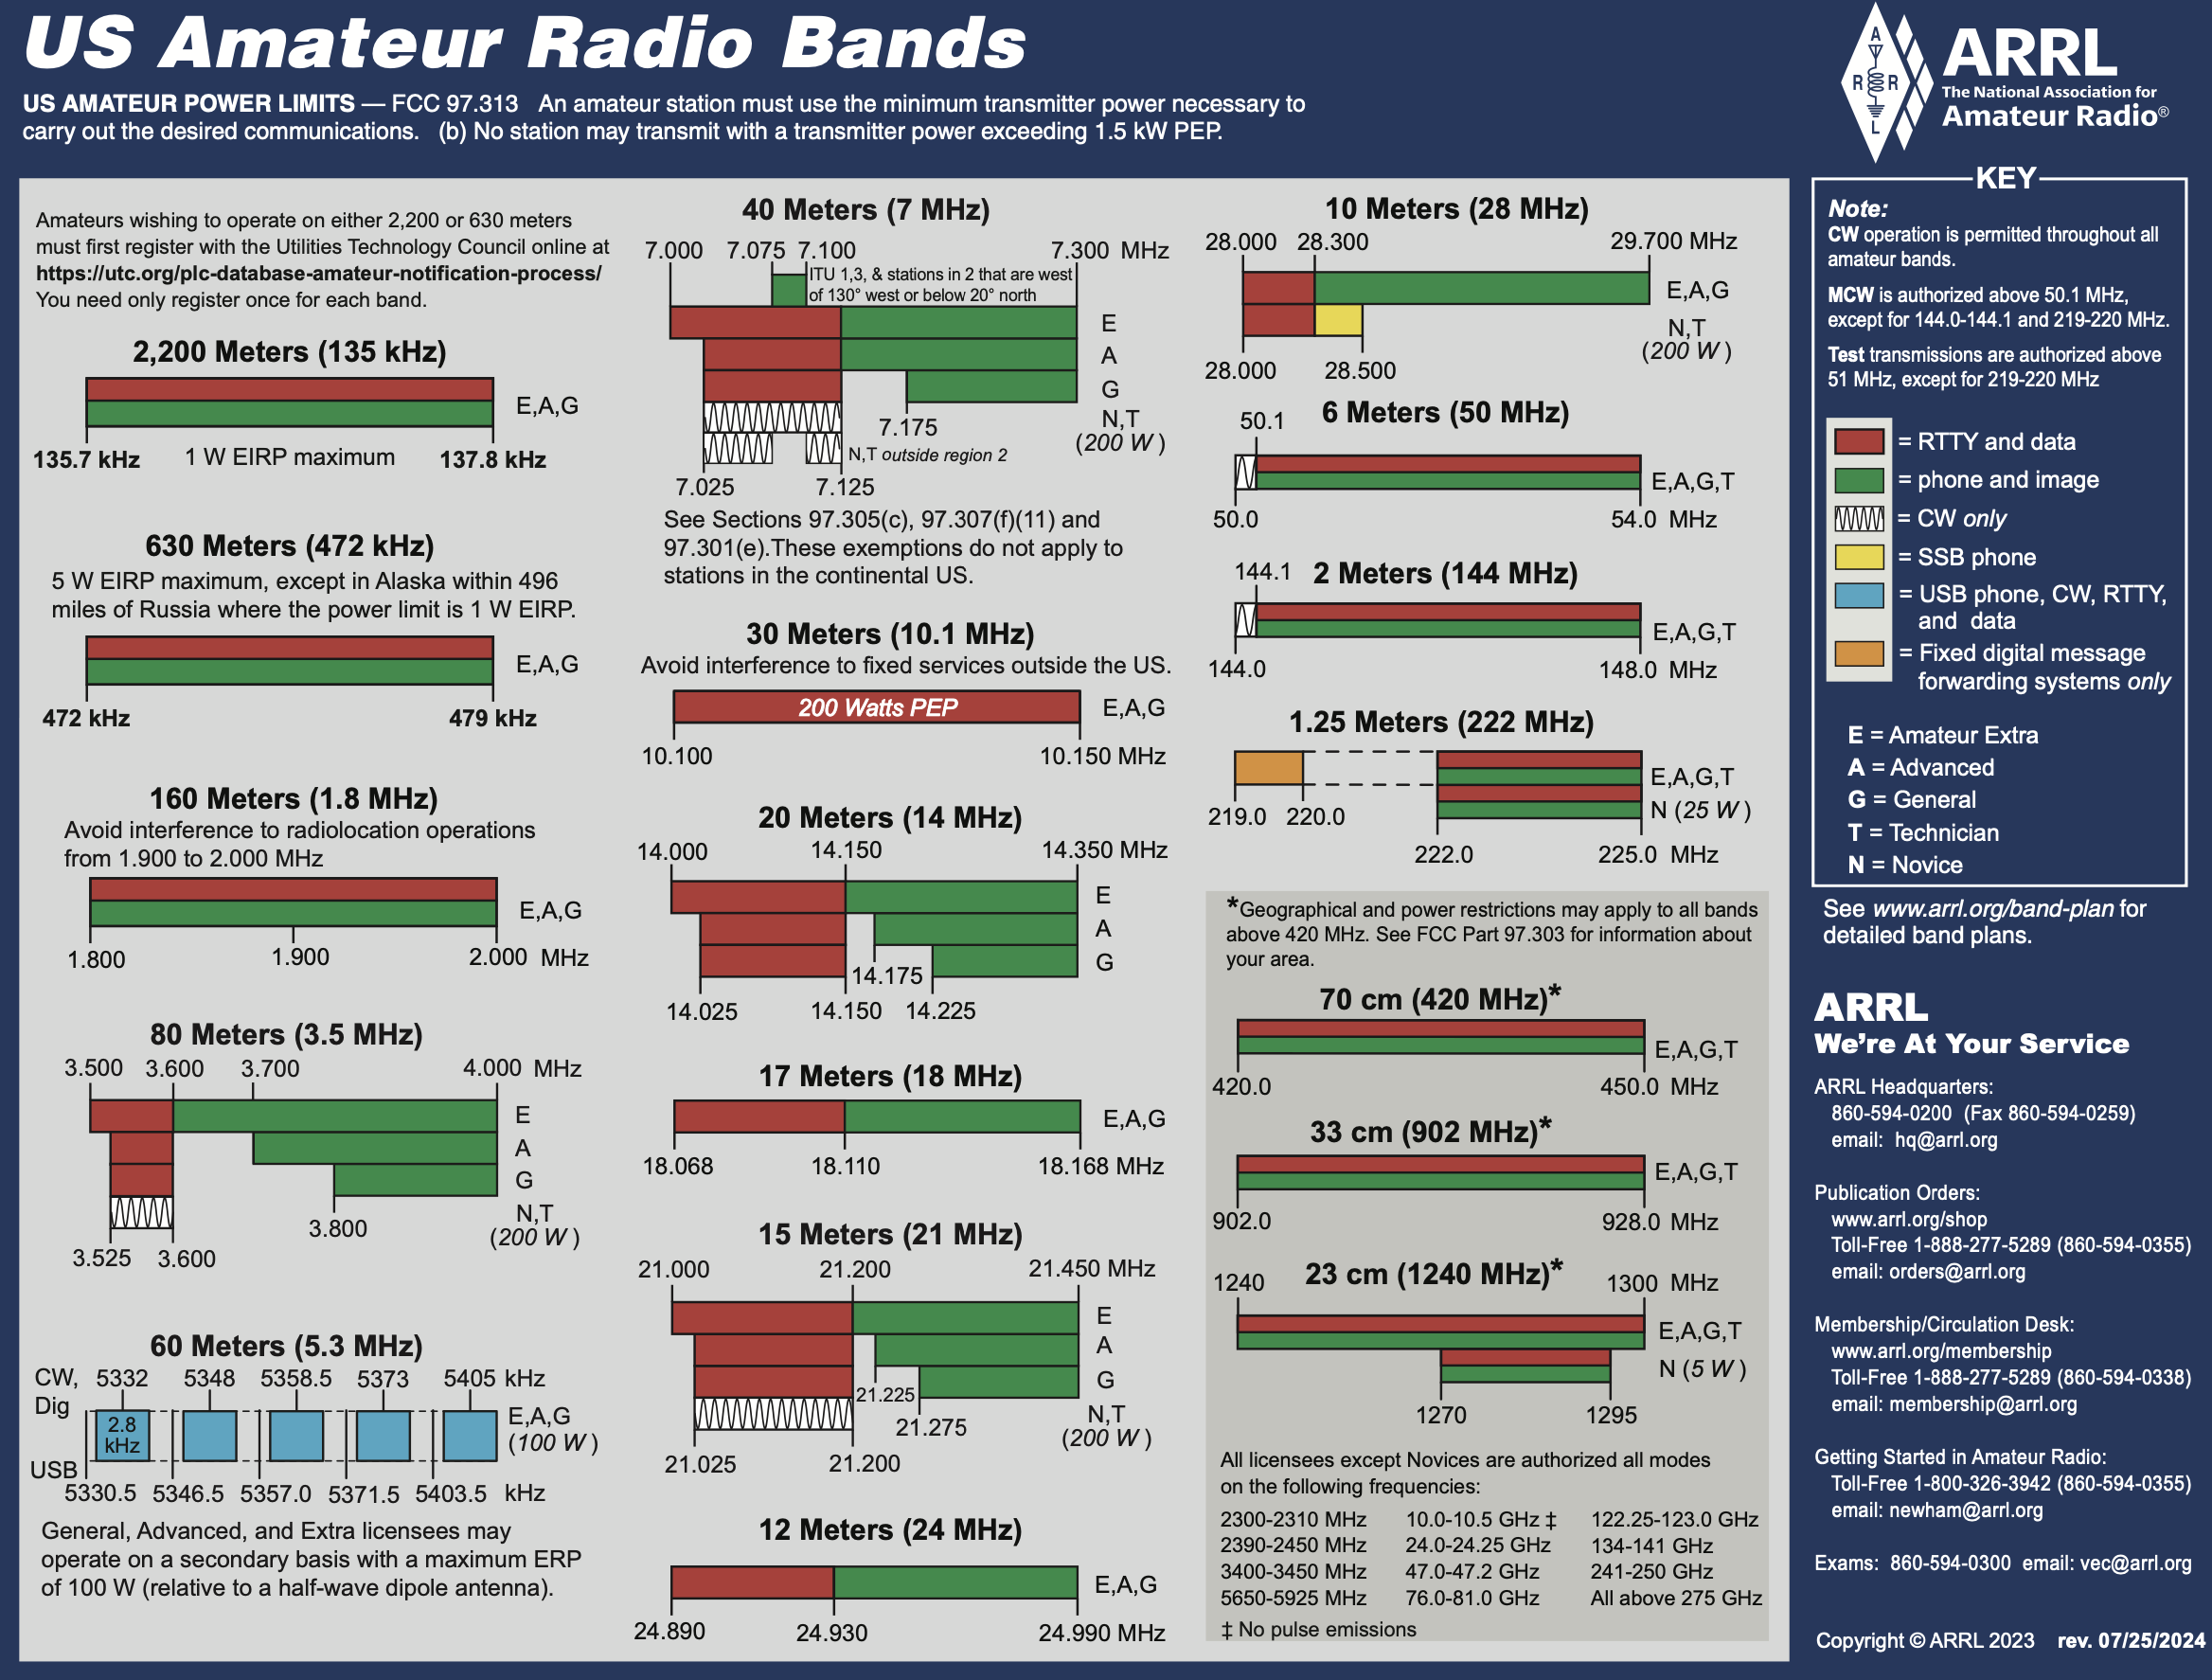 US Amateur Radio Bands
US AMATEUR POWER LIMITS — FCC 97.313 An amateur station must use the minimum transmitter power necessary to
carry out the desired communications. (b) No station may transmit with a transmitter power exceeding 1.5 kW PEP.
Amateurs wishing to operate on either 2,200 or 630 meters
must first register with the Utilities Technology Council online at
https://utc.org/plc-database-amateur-notification-process/
You need only register once for each band.
2,200 Meters (135 kHz)
E,A,G
135.7 kHz 1 W EIRP maximum 137.8 kHz
630 Meters (472 kHz)
5 W EIRP maximum, except in Alaska within 496
miles of Russia where the power limit is 1 W EIRP.
E,A,G
472 kHz 479 kHz
160 Meters (1.8 MHz)
Avoid interference to radiolocation operations
from 1.900 to 2.000 MHz
E,A,G
1.800 1.900 2.000 MHz
80 Meters (3.5 MHz)
3.500 3.600 3.700 4.000 MHz
E
A
G
N,T
(200 W)
3.800
3.525 3.600
60 Meters (5.3 MHz)
CW, 5332 5348 5358.5 5373 5405 kHz
Dig
2.8
kHz
E,A,G
(100 W)
USB
5330.5 5346.5 5357.0 5371.5 5403.5 kHz
General, Advanced, and Extra licensees may
operate on a secondary basis with a maximum ERP
of 100 W (relative to a half-wave dipole antenna).
40 Meters (7 MHz)
7.000 7.075 7.100 7.300 MHz
ITU 1,3, & stations in 2 that are west
of 130° west or below 20° north
E
A
G
N,T
(200 W)
7.175
N,T outside region 2
7.025 7.125
See Sections 97.305(c), 97.307(f)(11) and
97.301(e).These exemptions do not apply to
stations in the continental US.
30 Meters (10.1 MHz)
Avoid interference to fixed services outside the US.
200 Watts PEP E,A,G
10.100 10.150 MHz
20 Meters (14 MHz)
14.000 14.150 14.350 MHz
E
A
G
14.175
14.025 14.150 14.225
17 Meters (18 MHz)
E,A,G
18.068 18.110 18.168 MHz
15 Meters (21 MHz)
21.000 21.200 21.450 MHz
E
A
G
21.225
21.275
N,T
(200 W)
21.025 21.200
12 Meters (24 MHz)
E,A,G
24.890 24.930 24.990 MHz
10 Meters (28 MHz)
28.000 28.300 29.700 MHz
E,A,G
N,T
(200 W)
28.000 28.500
6 Meters (50 MHz)
50.1
E,A,G,T
50.0 54.0 MHz
2 Meters (144 MHz)
144.1
E,A,G,T
144.0 148.0 MHz
1.25 Meters (222 MHz)
E,A,G,T
N (25 W)
219.0 220.0
222.0 225.0 MHz
*Geographical and power restrictions may apply to all bands
above 420 MHz. See FCC Part 97.303 for information about
your area.
70 cm (420 MHz)*
E,A,G,T
420.0 450.0 MHz
33 cm (902 MHz)*
E,A,G,T
902.0 928.0 MHz
23 cm (1240 MHz)*
1240 1300 MHz
E,A,G,T
N (5 W)
1270 1295
All licensees except Novices are authorized all modes
on the following frequencies:
2300-2310 MHz 10.0-10.5 GHz ‡ 122.25-123.0 GHz
2390-2450 MHz 24.0-24.25 GHz 134-141 GHz
3400-3450 MHz 47.0-47.2 GHz 241-250 GHz
5650-5925 MHz 76.0-81.0 GHz All above 275 GHz
‡ No pulse emissions
A
R R
L
ARRL
The National Association for
Amateur Radio®
KEY
Note:
CW operation is permitted throughout all
amateur bands.
MCW is authorized above 50.1 MHz,
except for 144.0-144.1 and 219-220 MHz.
Test transmissions are authorized above
51 MHz, except for 219-220 MHz
= RTTY and data
= phone and image
= CW only
= SSB phone
= USB phone, CW, RTTY,
and data
= Fixed digital message
forwarding systems only
E = Amateur Extra
A = Advanced
G = General
T = Technician
N = Novice
See www.arrl.org/band-plan for
detailed band plans.
ARRL
We're At Your Service
ARRL Headquarters:
860-594-0200 (Fax 860-594-0259)
email: hq@arrl.org
Publication Orders:
www.arrl.org/shop
Toll-Free 1-888-277-5289 (860-594-0355)
email: orders@arrl.org
Membership/Circulation Desk:
www.arrl.org/membership
Toll-Free 1-888-277-5289 (860-594-0338)
email: membership@arrl.org
Getting Started in Amateur Radio:
Toll-Free 1-800-326-3942 (860-594-0355)
email: newham@arrl.org
Exams: 860-594-0300 email: vec@arrl.org
Copyright © ARRL 2023 rev. 07/25/2024